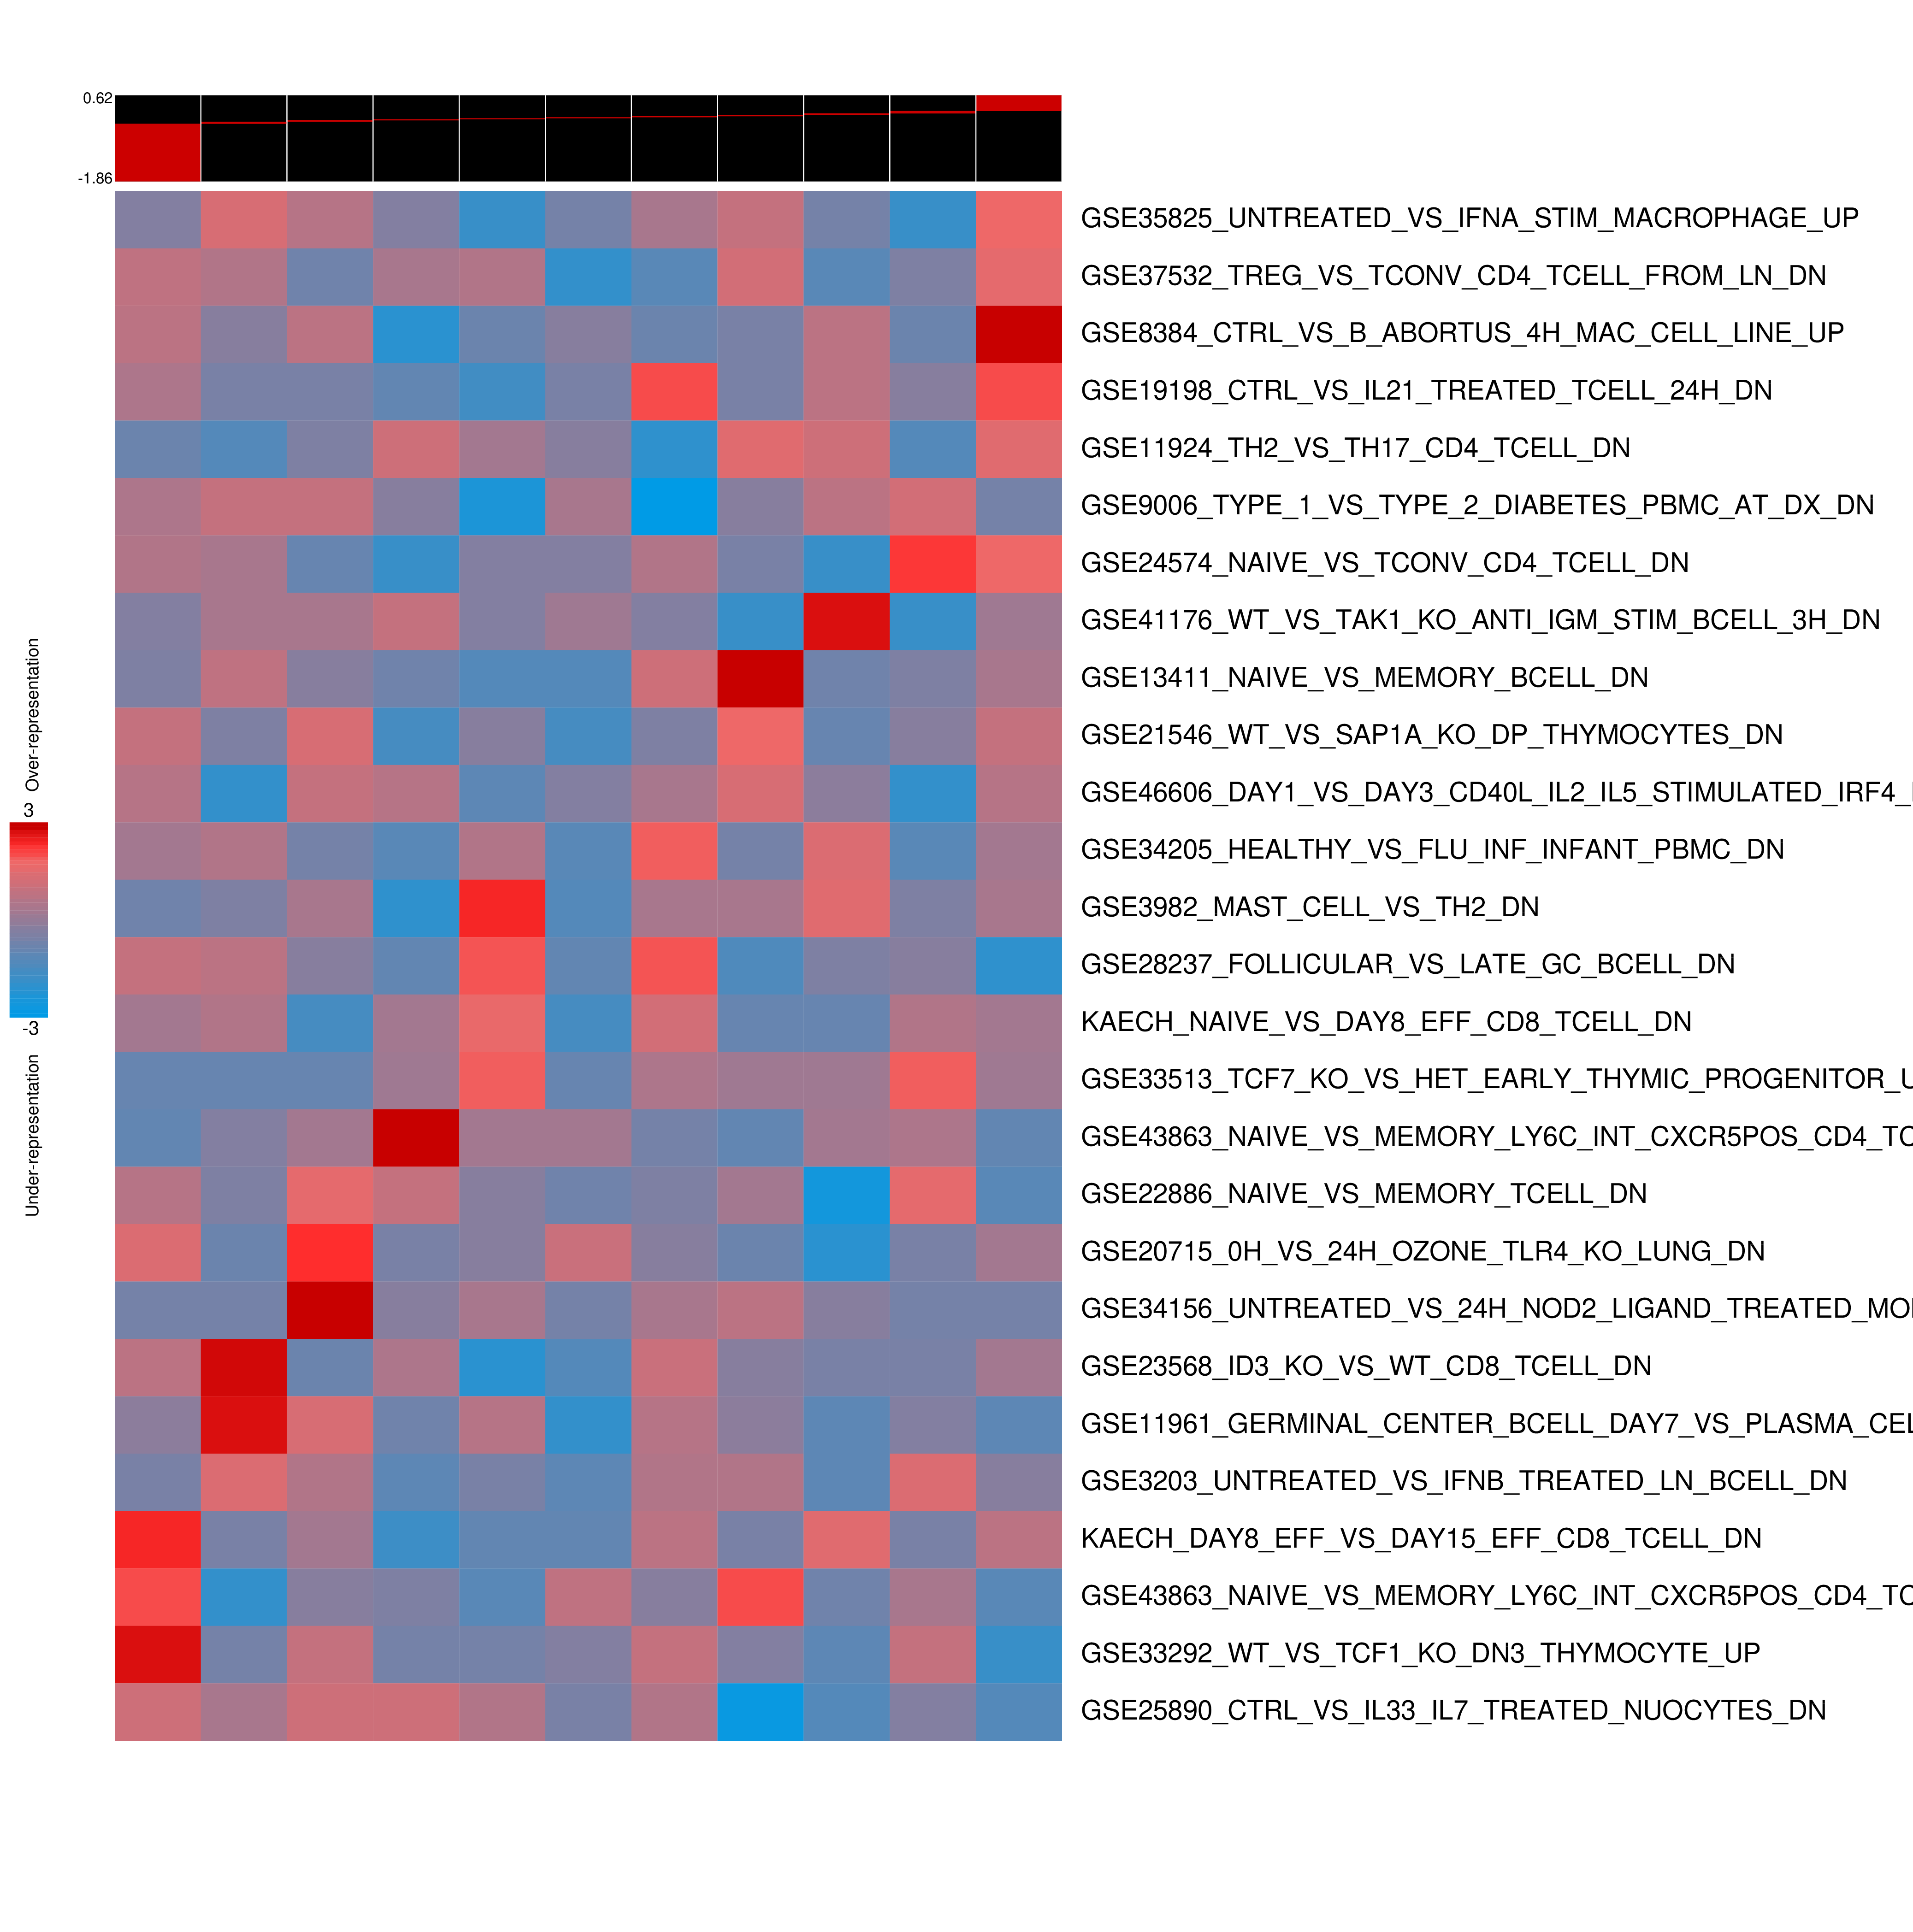 0.62
-1.86
GSE35825_UNTREATED_VS_IFNA_STIM_MACROPHAGE_UP
GSE37532_TREG_VS_TCONV_CD4_TCELL_FROM_LN_DN
GSE8384_CTRL_VS_B_ABORTUS_4H_MAC_CELL_LINE_UP
GSE19198_CTRL_VS_IL21_TREATED_TCELL_24H_DN
GSE11924_TH2_VS_TH17_CD4_TCELL_DN
GSE9006_TYPE_1_VS_TYPE_2_DIABETES_PBMC_AT_DX_DN
GSE24574_NAIVE_VS_TCONV_CD4_TCELL_DN
GSE41176_WT_VS_TAK1_KO_ANTI_IGM_STIM_BCELL_3H_DN
GSE13411_NAIVE_VS_MEMORY_BCELL_DN
GSE21546_WT_VS_SAP1A_KO_DP_THYMOCYTES_DN
GSE46606_DAY1_VS_DAY3_CD40L_IL2_IL5_STIMULATED_IRF4_
GSE34205_HEALTHY_VS_FLU_INF_INFANT_PBMC_DN
GSE3982_MAST_CELL_VS_TH2_DN
GSE28237_FOLLICULAR_VS_LATE_GC_BCELL_DN
KAECH_NAIVE_VS_DAY8_EFF_CD8_TCELL_DN
GSE33513_TCF7_KO_VS_HET_EARLY_THYMIC_PROGENITOR_U
GSE43863_NAIVE_VS_MEMORY_LY6C_INT_CXCR5POS_CD4_TC
GSE22886_NAIVE_VS_MEMORY_TCELL_DN
GSE20715_0H_VS_24H_OZONE_TLR4_KO_LUNG_DN
GSE34156_UNTREATED_VS_24H_NOD2_LIGAND_TREATED_MO
GSE23568_ID3_KO_VS_WT_CD8_TCELL_DN
GSE11961_GERMINAL_CENTER_BCELL_DAY7_VS_PLASMA_CEL
GSE3203_UNTREATED_VS_IFNB_TREATED_LN_BCELL_DN
KAECH_DAY8_EFF_VS_DAY15_EFF_CD8_TCELL_DN
GSE43863_NAIVE_VS_MEMORY_LY6C_INT_CXCR5POS_CD4_TC
GSE33292_WT_VS_TCF1_KO_DN3_THYMOCYTE_UP
GSE25890_CTRL_VS_IL33_IL7_TREATED_NUOCYTES_DN
Over-representation
3
-3
Under-representation